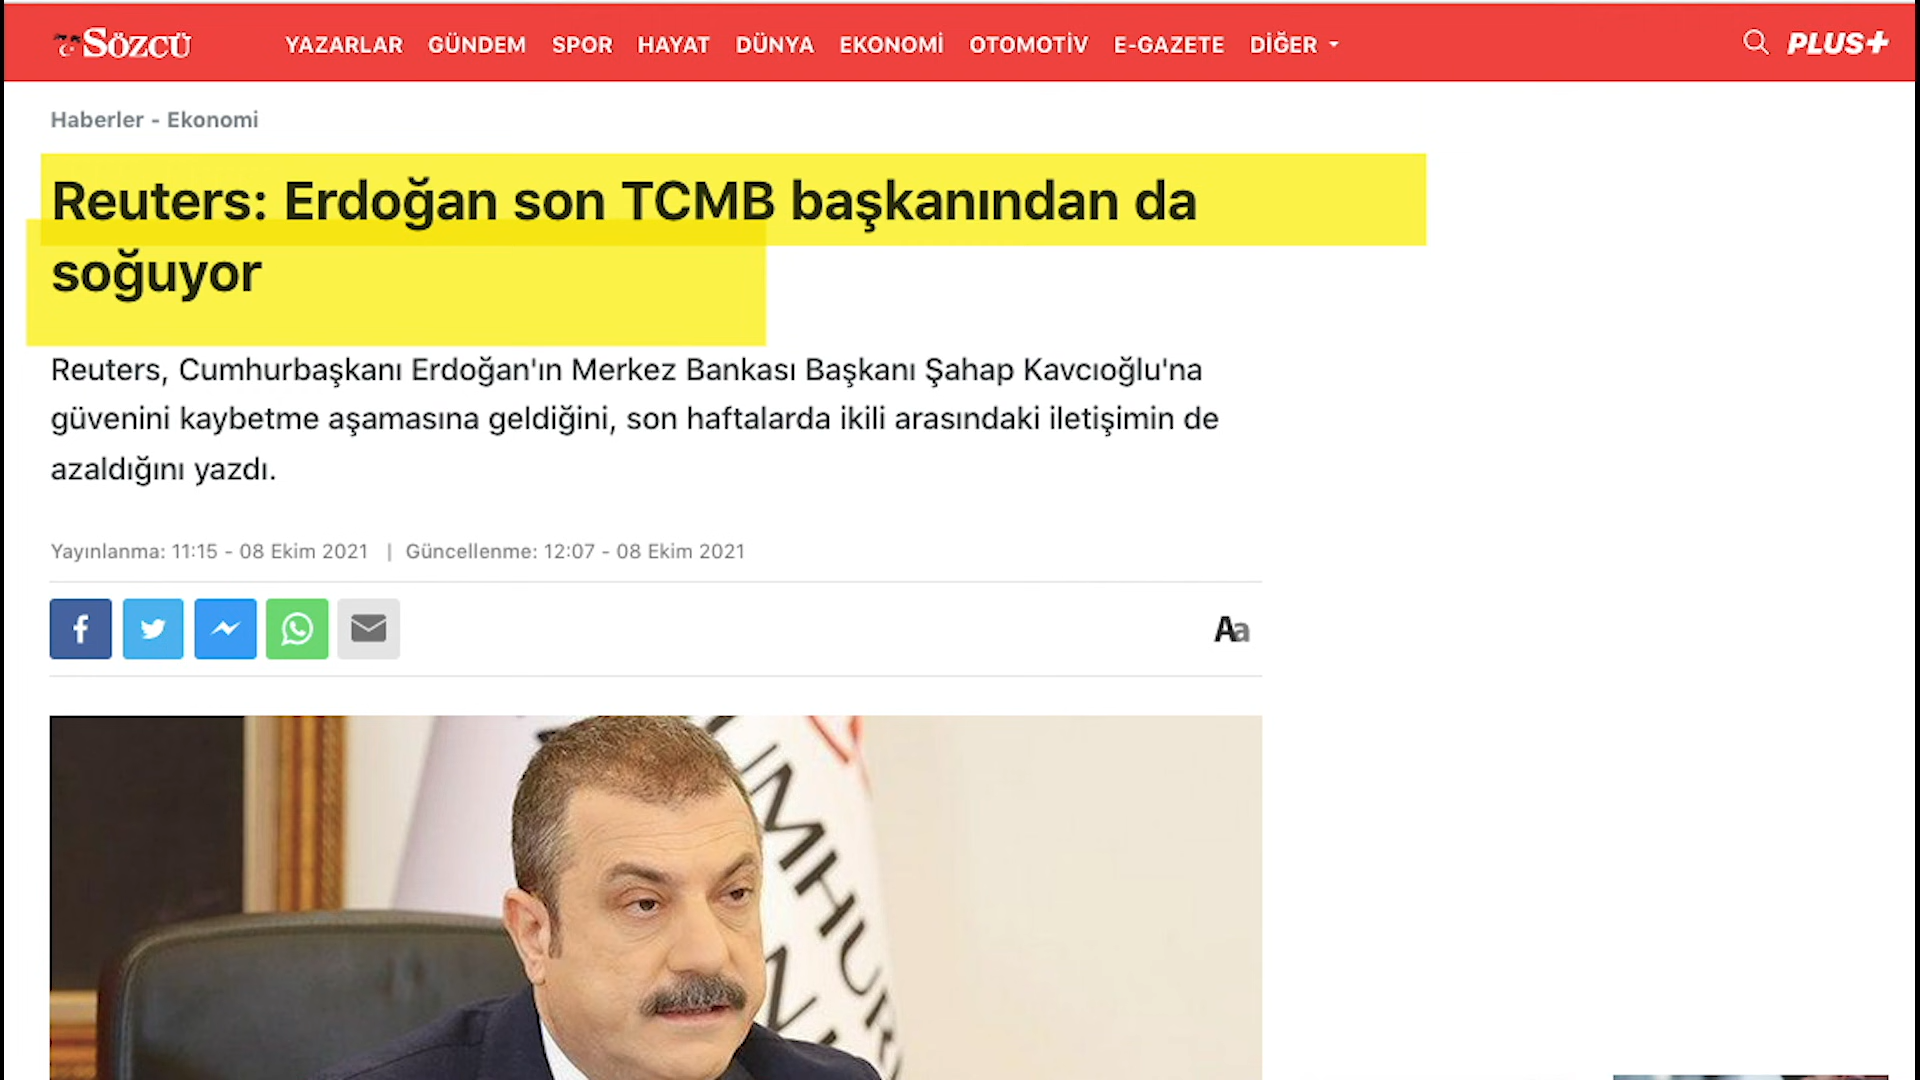 SÖZCÜ YAZARLAR GÜNDEM SPOR HAYAT DÜNYA EKONOMİ OTOMOTİV E-GAZETE DİĞER PLUS+
Haberler - Ekonomi
Reuters: Erdoğan son TCMB başkanından da
soğuyor
Reuters, Cumhurbaşkanı Erdoğan'ın Merkez Bankası Başkanı Şahap Kavcıoğlu'na
güvenini kaybetme aşamasına geldiğini, son haftalarda ikili arasındaki iletişimin de
azaldığını yazdı.
Yayınlanma: 11:15 - 08 Ekim 2021 | Güncellenme: 12:07 - 08 Ekim 2021
Aa